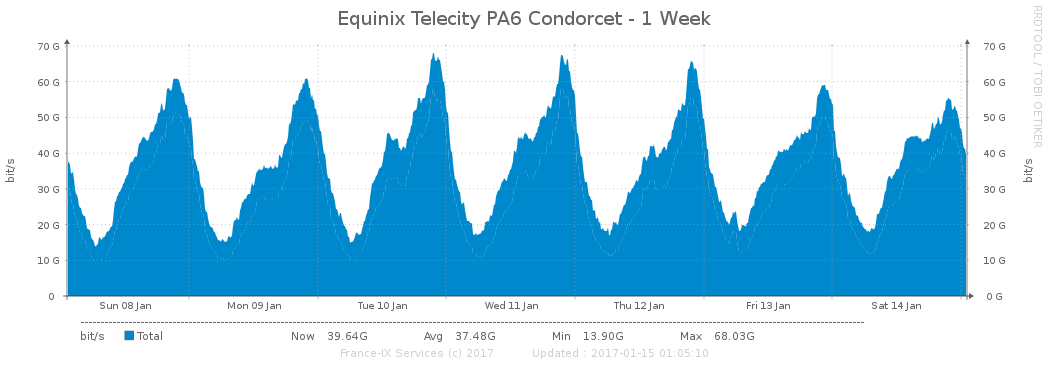 Equinix Telecity PA6 Condorcet - 1 Week
RRDTOOL / TOBI OETIKER
bit/s
70 G
60 G
50 G
40 G
30 G
20 G
10 G
0
70 G
60 G
50 G
40 G
30 G
20 G
10 G
0 G
bit/s
Sun 08 Jan Mon 09 Jan Tue 10 Jan Wed 11 Jan Thu 12 Jan Fri 13 Jan Sat 14 Jan
bit/s Total Now 39.64G Avg 37.48G Min 13.90G Max 68.03G
France-IX Services (c) 2017 Updated : 2017-01-15 01:05:10